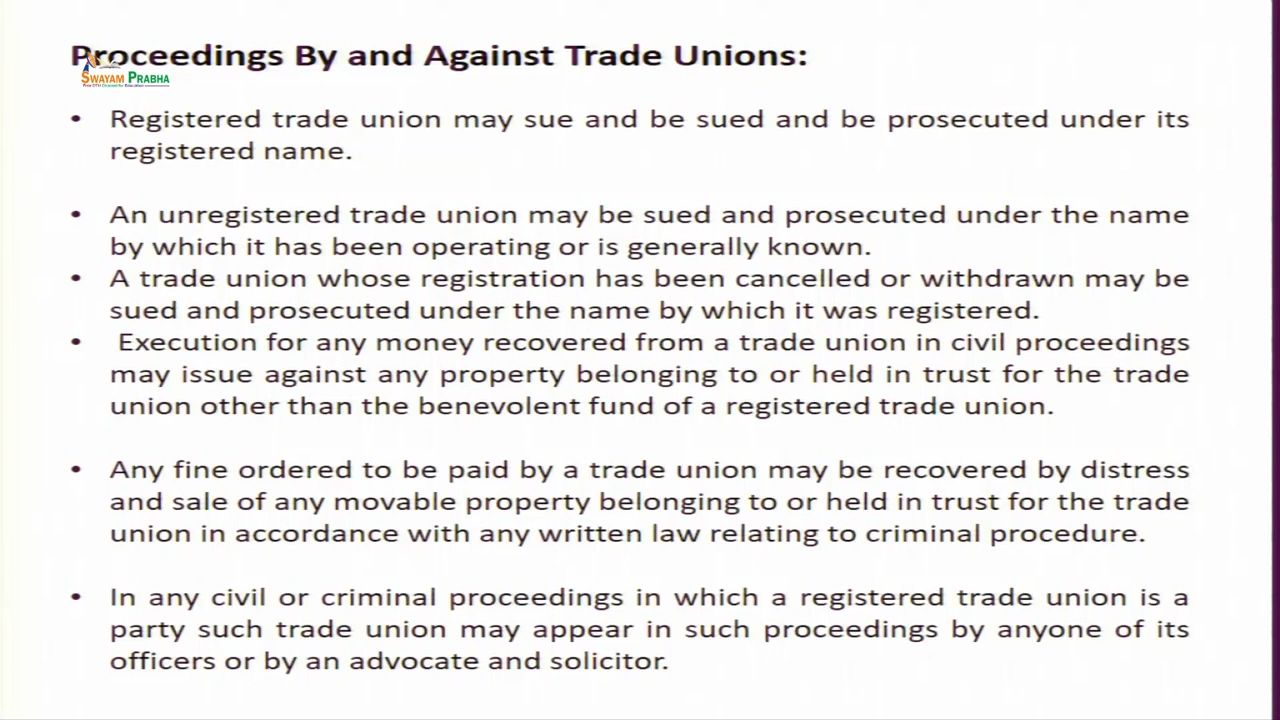 Proceedings By and Against Trade Unions:
SWAYAM PRABHA
Free DTH Channel for Education
• Registered trade union may sue and be sued and be prosecuted under its
registered name.
• An unregistered trade union may be sued and prosecuted under the name
by which it has been operating or is generally known.
• A trade union whose registration has been cancelled or withdrawn may be
sued and prosecuted under the name by which it was registered.
• Execution for any money recovered from a trade union in civil proceedings
may issue against any property belonging to or held in trust for the trade
union other than the benevolent fund of a registered trade union.
• Any fine ordered to be paid by a trade union may be recovered by distress
and sale of any movable property belonging to or held in trust for the trade
union in accordance with any written law relating to criminal procedure.
• In any civil or criminal proceedings in which a registered trade union is a
party such trade union may appear in such proceedings by anyone of its
officers or by an advocate and solicitor.